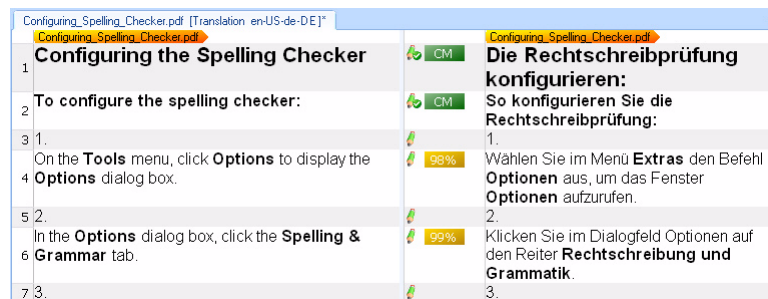 Configuring_Spelling_Checker.pdf [Translation en-US-de-DE]*
Configuring_Spelling_Checker.pdf
Configuring_Spelling_Checker.pdf
1 Configuring the Spelling Checker CM Die Rechtschreibprüfung
konfigurieren:
2 To configure the spelling checker: CM So konfigurieren Sie die
Rechtschreibprüfung:
3 1. 1.
On the Tools menu, click Options to display the 98% Wählen Sie im Menü Extras den Befehl
4 Options dialog box. Optionen aus, um das Fenster
Optionen aufzurufen.
5 2. 2.
In the Options dialog box, click the Spelling & 99% Klicken Sie im Dialogfeld Optionen auf
6 Grammar tab. den Reiter Rechtschreibung und
Grammatik.
7 3. 3.